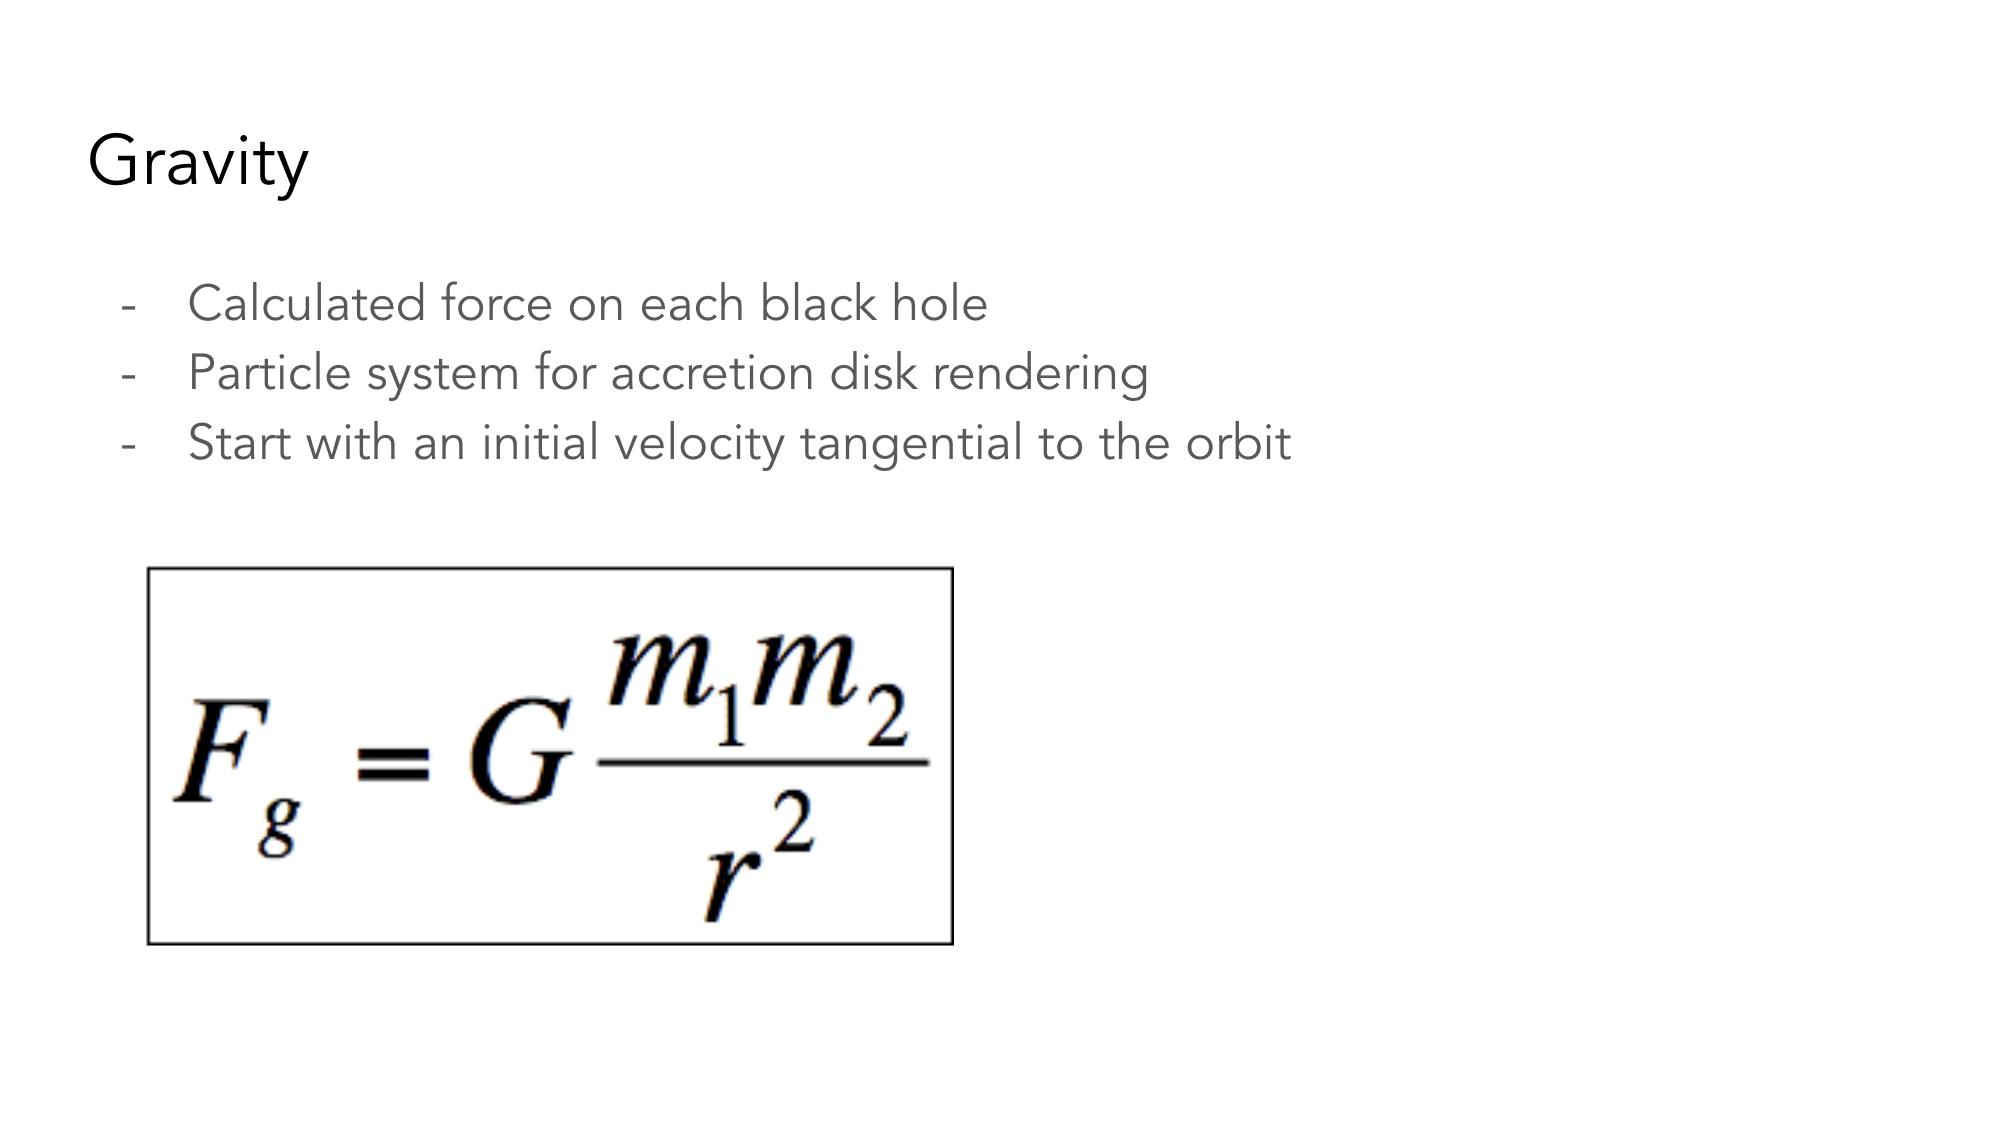 Gravity
- Calculated force on each black hole
- Particle system for accretion disk rendering
- Start with an initial velocity tangential to the orbit
F_g = G m_1 m_2 / r^2